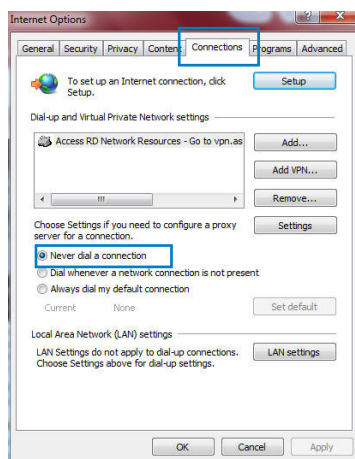 Internet Options
General Security Privacy Content Connections Programs Advanced
To set up an Internet connection, click Setup.
Setup
Dial-up and Virtual Private Network settings
Access RD Network Resources - Go to vpn.as
Add...
Add VPN...
Remove...
Choose Settings if you need to configure a proxy
server for a connection.
Settings
Never dial a connection
Dial whenever a network connection is not present
Always dial my default connection
Current None
Set default
Local Area Network (LAN) settings
LAN Settings do not apply to dial-up connections.
Choose Settings above for dial-up settings.
LAN settings
OK Cancel Apply